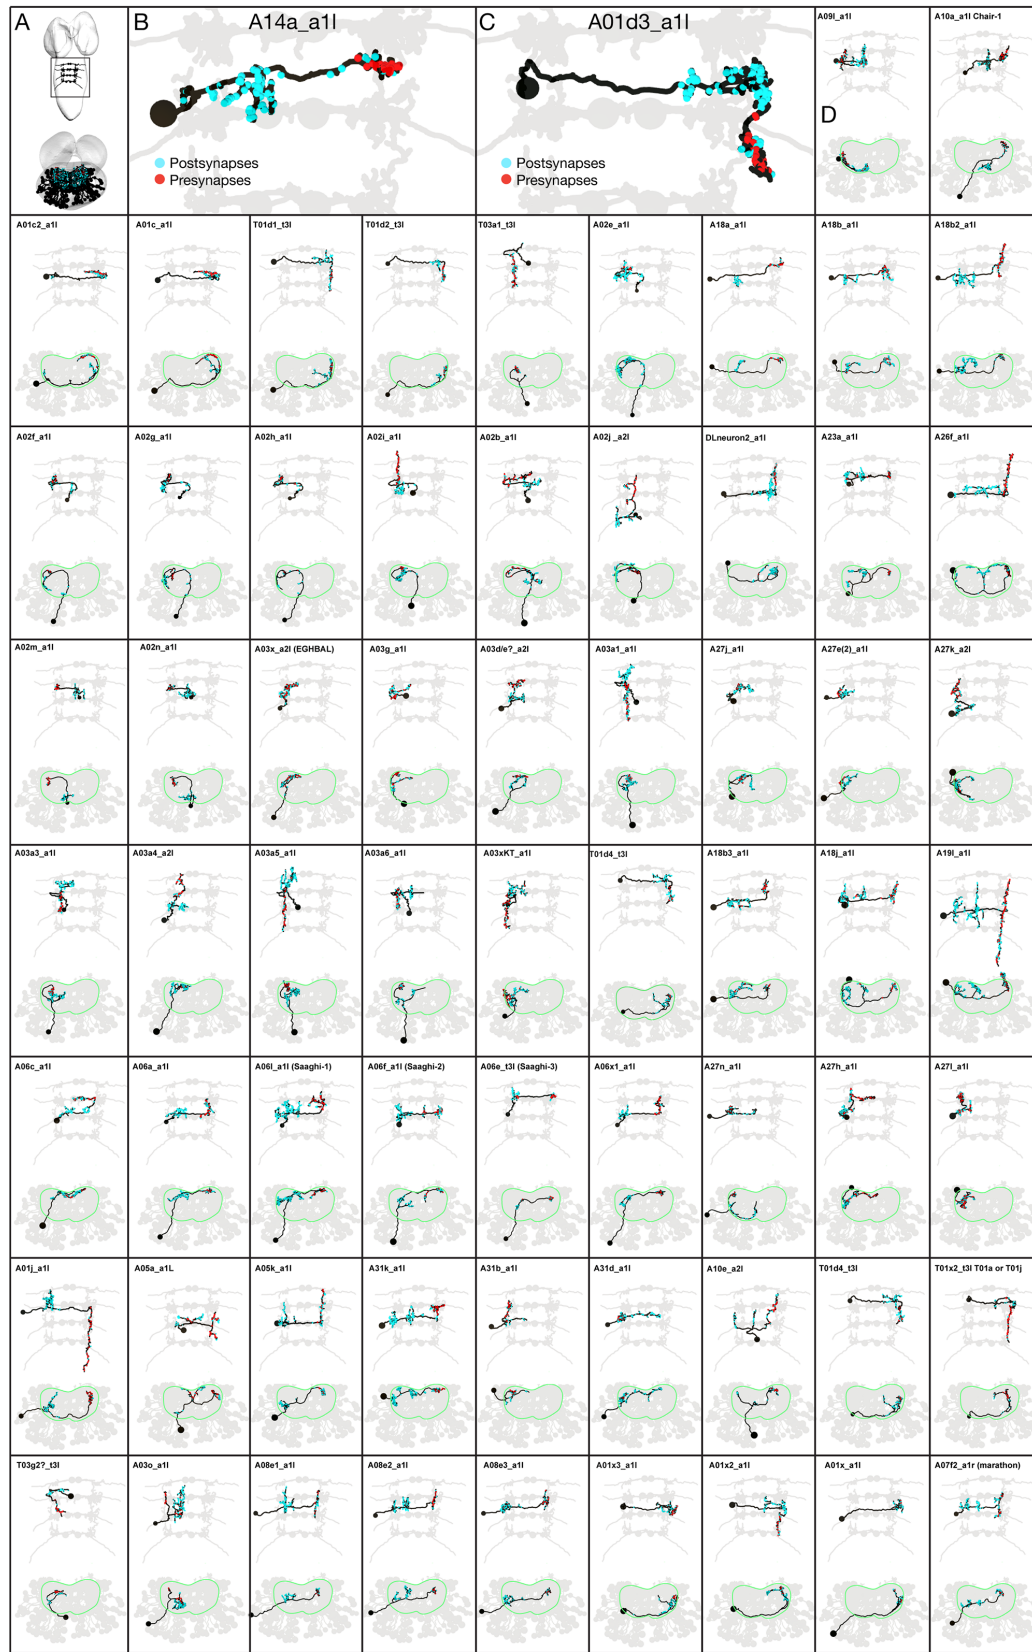 A
B
A14a_a1l
C
A01d3_a1l
A09l_a1l
A10a_a1l Chair-1
D
Postsynapses
Presynapses
Postsynapses
Presynapses
A01c2_a1l
A01c_a1l
T01d1_t3l
T01d2_t3l
T03a1_t3l
A02e_a1l
A18a_a1l
A18b_a1l
A18b2_a1l
A02f_a1l
A02g_a1l
A02h_a1l
A02i_a1l
A02b_a1l
A02j_a2l
DLneuron2_a1l
A23a_a1l
A26f_a1l
A02m_a1l
A02n_a1l
A03x_a2l (EGHBAL)
A03g_a1l
A03d/e?_a2l
A03a1_a1l
A27j_a1l
A27e(2)_a1l
A27k_a2l
A03a3_a1l
A03a4_a2l
A03a5_a1l
A03a6_a1l
A03xKT_a1l
T01d4_t3l
A18b3_a1l
A18j_a1l
A19l_a1l
A06c_a1l
A06a_a1l
A06l_a1l (Saaghi-1)
A06f_a1l (Saaghi-2)
A06e_t3l (Saaghi-3)
A06x1_a1l
A27n_a1l
A27h_a1l
A27l_a1l
A01j_a1l
A05a_a1L
A05k_a1l
A31k_a1l
A31b_a1l
A31d_a1l
A10e_a2l
T01d4_t3l
T01x2_t3l T01a or T01j
T03g2?_t3l
A03o_a1l
A08e1_a1l
A08e2_a1l
A08e3_a1l
A01x3_a1l
A01x2_a1l
A01x_a1l
A07f2_a1r (marathon)